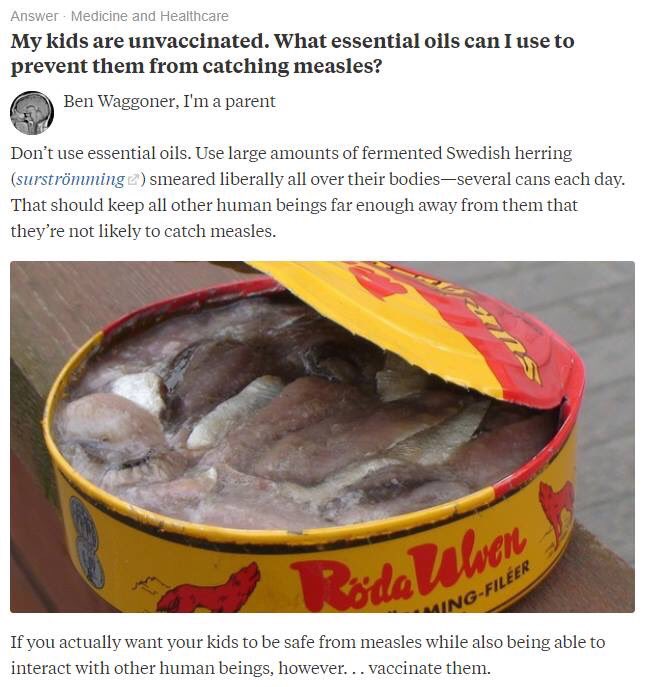 Answer · Medicine and Healthcare
My kids are unvaccinated. What essential oils can I use to
prevent them from catching measles?
Ben Waggoner, I'm a parent
Don't use essential oils. Use large amounts of fermented Swedish herring
(surströmming) smeared liberally all over their bodies—several cans each day.
That should keep all other human beings far enough away from them that
they're not likely to catch measles.
Röda Ulven
MING-FILÉER
If you actually want your kids to be safe from measles while also being able to
interact with other human beings, however. . . vaccinate them.